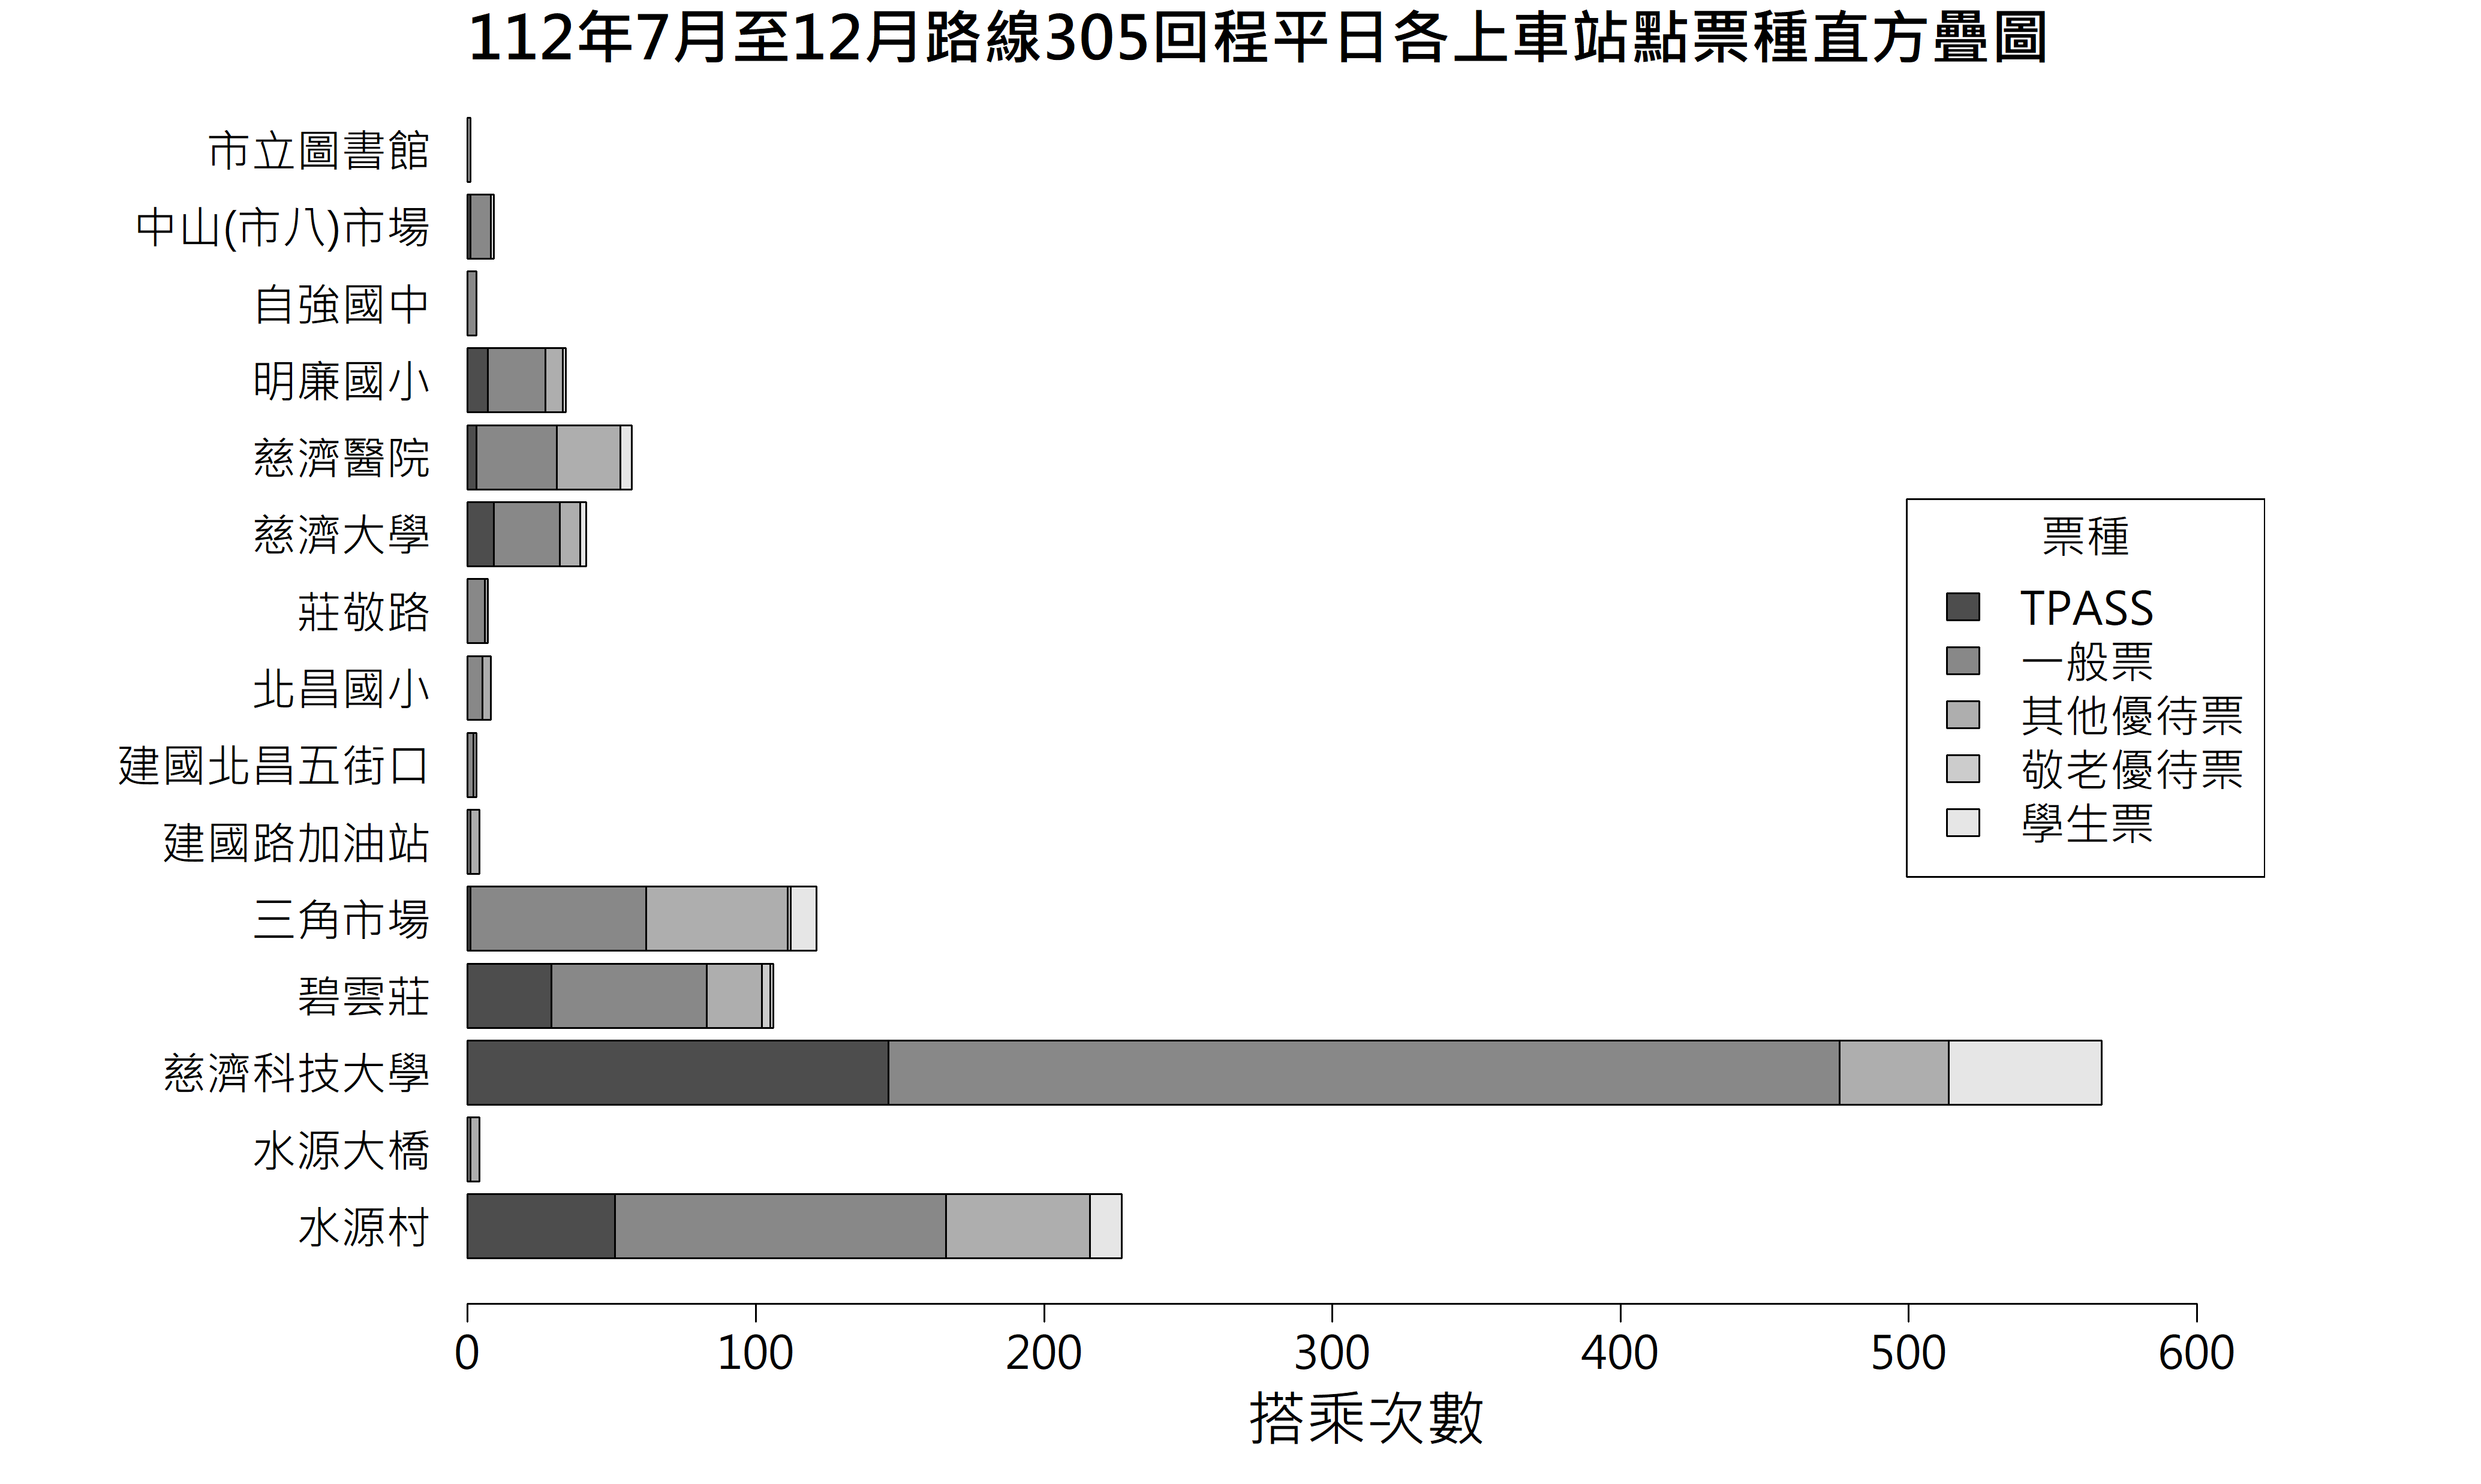 112年7月至12月路線305回程平日各上車站點票種直方疊圖
市立圖書館
中山(市八)市場
自強國中
明廉國小
慈濟醫院
慈濟大學
莊敬路
北昌國小
建國北昌五街口
建國路加油站
三角市場
碧雲莊
慈濟科技大學
水源大橋
水源村
票種
TPASS
一般票
其他優待票
敬老優待票
學生票
0 100 200 300 400 500 600
搭乘次數